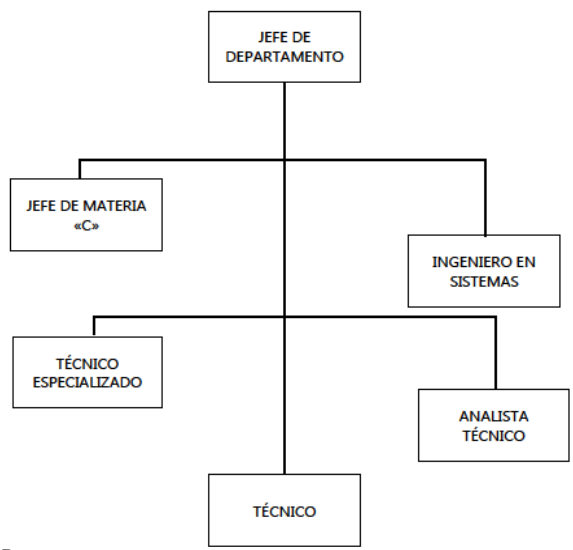 JEFE DE
DEPARTAMENTO
JEFE DE MATERIA
«C»
INGENIERO EN
SISTEMAS
TÉCNICO
ESPECIALIZADO
ANALISTA
TÉCNICO
TÉCNICO